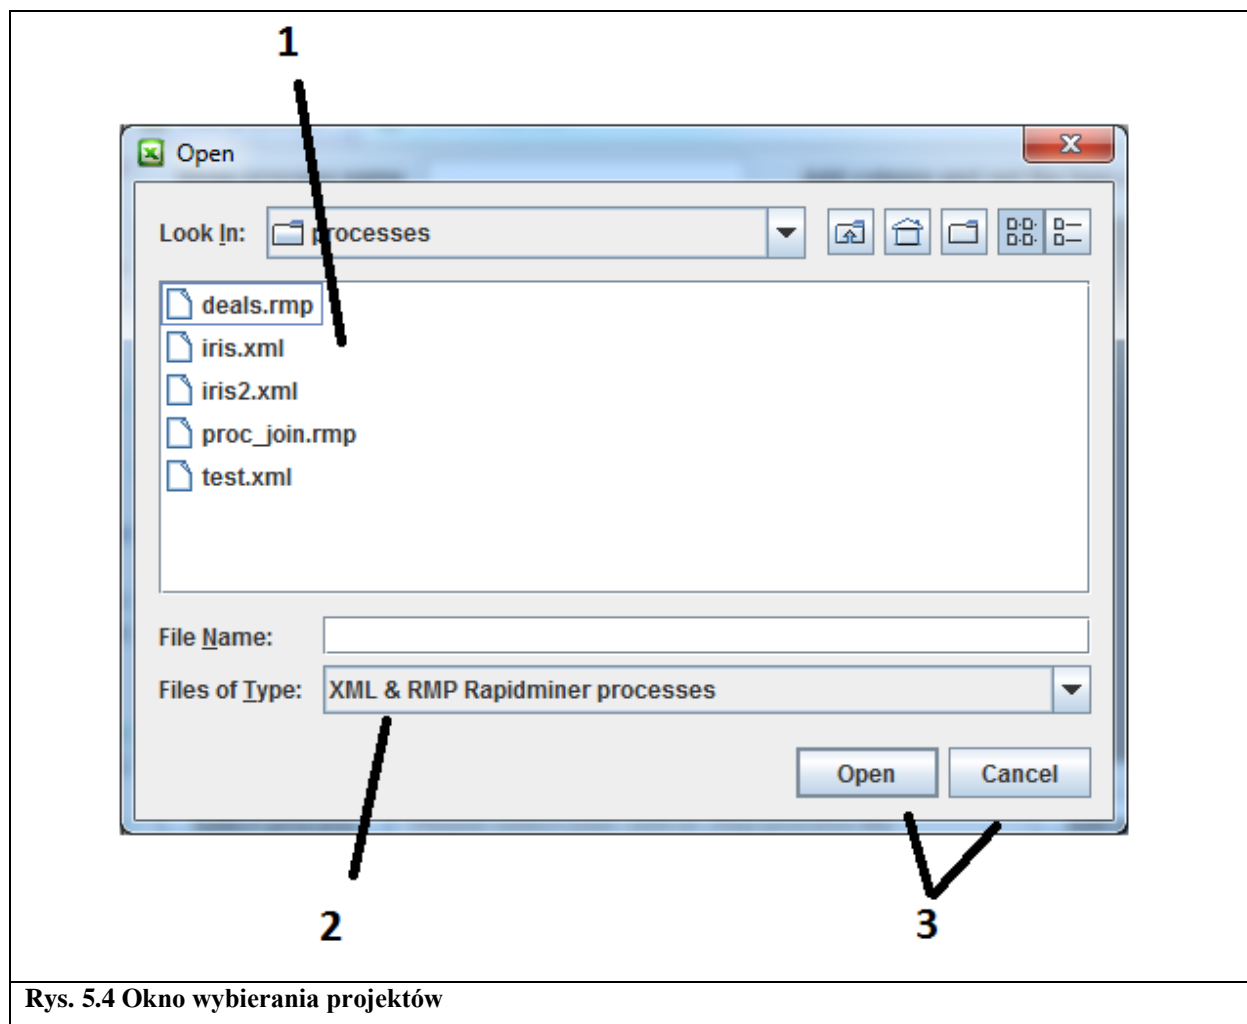 1
Open
Look In: processes
deals.rmp
iris.xml
iris2.xml
proc_join.rmp
test.xml
File Name:
Files of Type: XML & RMP Rapidminer processes
Open Cancel
2 3
Rys. 5.4 Okno wybierania projektów